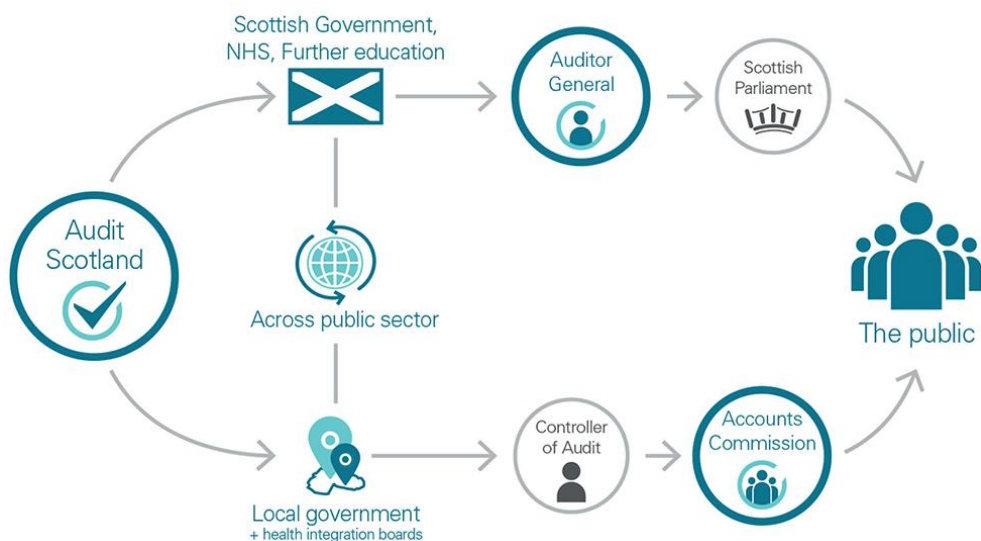 Scottish Government,
NHS, Further education
Auditor
General
Scottish
Parliament
Audit
Scotland
Across public sector
The public
Controller
of Audit
Accounts
Commission
Local government
+ health integration boards